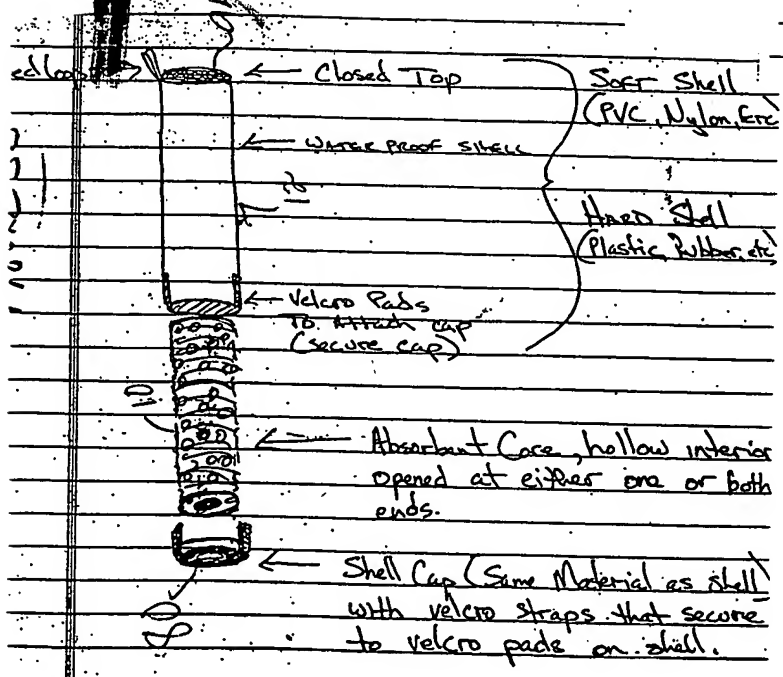 Closed Top
Soft Shell
(PVC, Nylon, Etc
WATER PROOF SHELL
12
Hard Shell
(Plastic, Rubber, etc)
Velcro Pads
To Attach cap
(secure cap)
10
Absorbant Core, hollow interior
opened at either one or both
ends.
Shell Cap (Same Material as shell)
with velcro straps that secure
to velcro pads on shell.